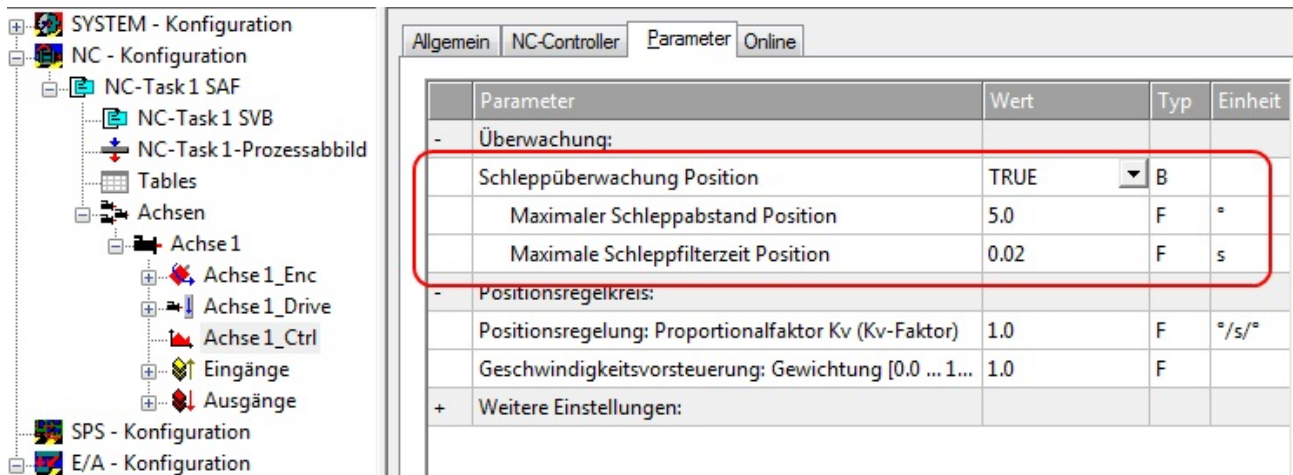 SYSTEM - Konfiguration
NC - Konfiguration
NC-Task 1 SAF
NC-Task 1 SVB
NC-Task 1-Prozessabbild
Tables
Achsen
Achse 1
Achse 1_Enc
Achse 1_Drive
Achse 1_Ctrl
Eingänge
Ausgänge
SPS - Konfiguration
E/A - Konfiguration
Allgemein NC-Controller Parameter Online
Parameter Wert Typ Einheit
- Überwachung:
Schleppüberwachung Position TRUE B
Maximaler Schleppabstand Position 5.0 F °
Maximale Schleppfilterzeit Position 0.02 F s
- Positionsregelkreis:
Positionsregelung: Proportionalfaktor Kv (Kv-Faktor) 1.0 F °/s/°
Geschwindigkeitsvorsteuerung: Gewichtung [0.0 ... 1... 1.0 F
+ Weitere Einstellungen: